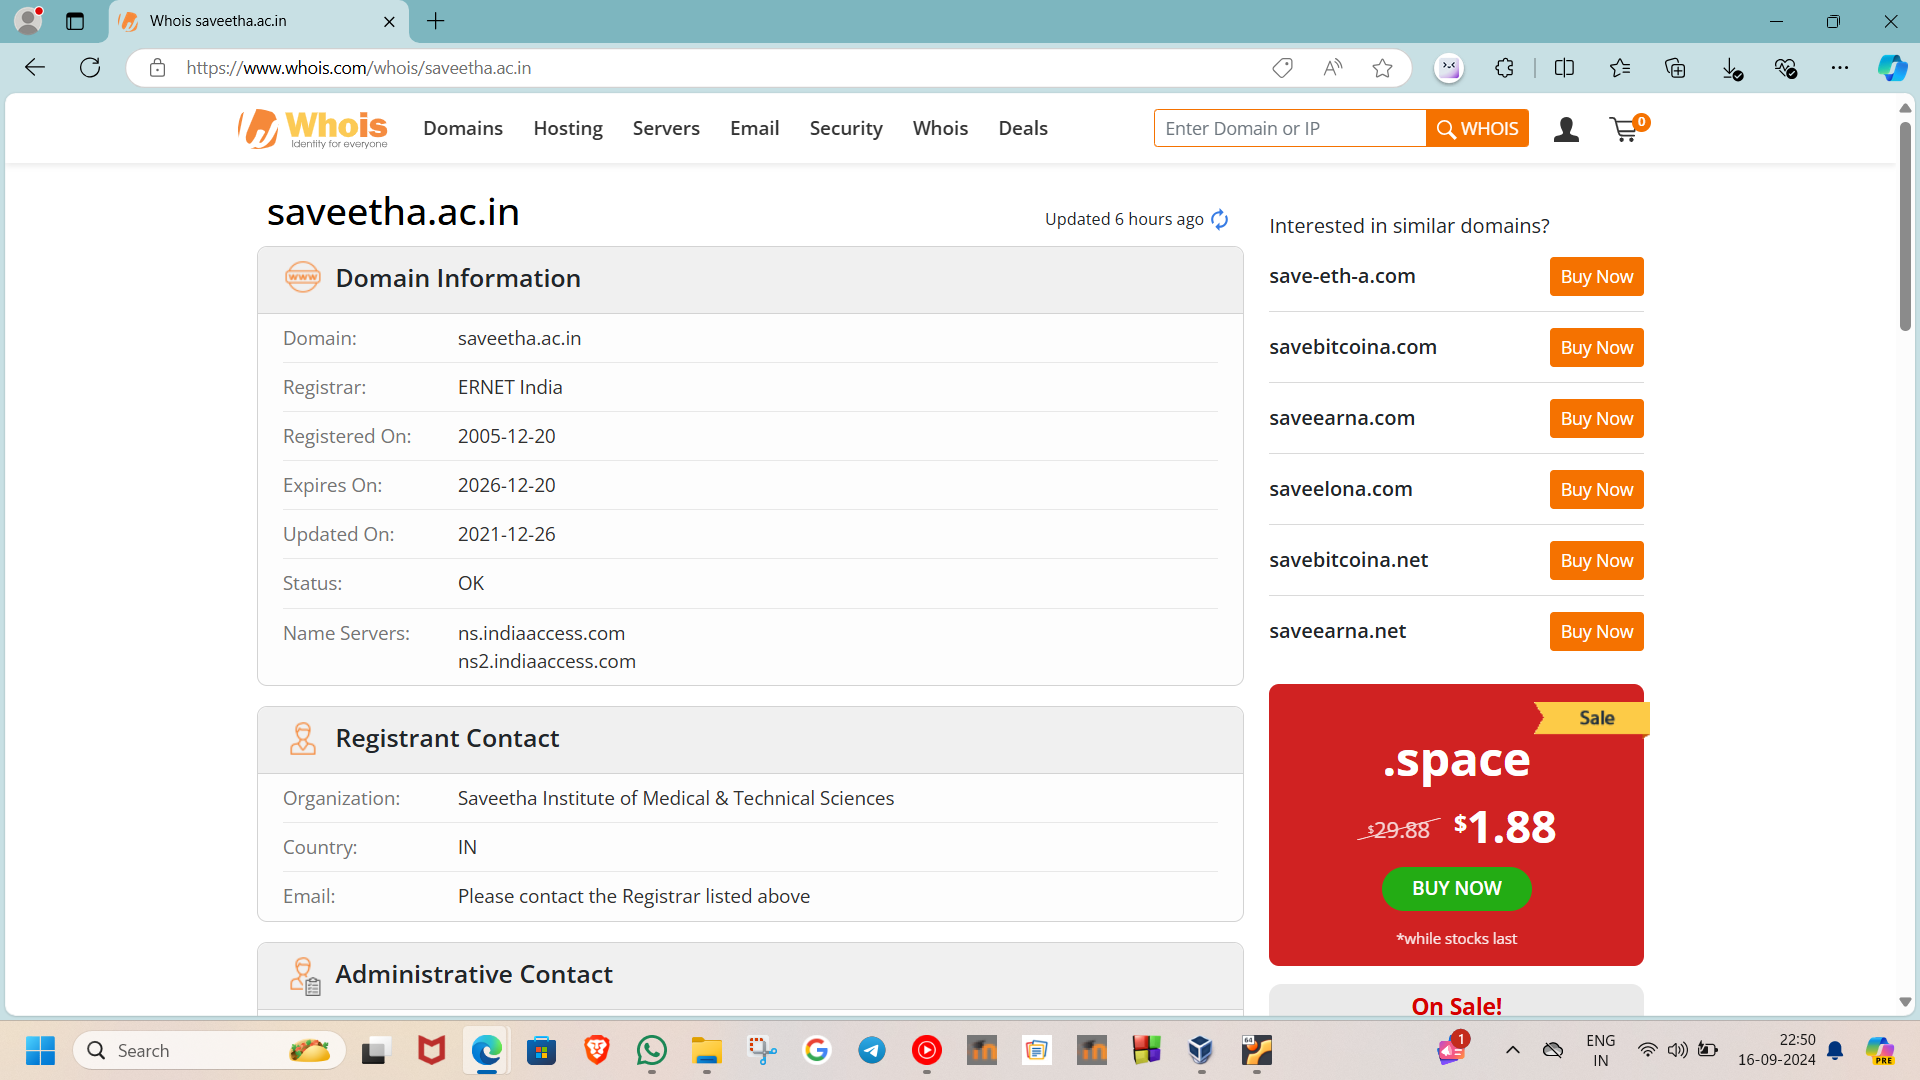 Whois saveetha.ac.in
https://www.whois.com/whois/saveetha.ac.in
Whois
Identity for everyone
Domains Hosting Servers Email Security Whois Deals
Enter Domain or IP
WHOIS
0
saveetha.ac.in
Updated 6 hours ago
www
Domain Information
Domain: saveetha.ac.in
Registrar: ERNET India
Registered On: 2005-12-20
Expires On: 2026-12-20
Updated On: 2021-12-26
Status: OK
Name Servers: ns.indiaaccess.com
ns2.indiaaccess.com
Registrant Contact
Organization: Saveetha Institute of Medical & Technical Sciences
Country: IN
Email: Please contact the Registrar listed above
Administrative Contact
Interested in similar domains?
save-eth-a.com Buy Now
savebitcoina.com Buy Now
saveearna.com Buy Now
saveelona.com Buy Now
savebitcoina.net Buy Now
saveearna.net Buy Now
Sale
.space
$29.88 $1.88
BUY NOW
*while stocks last
On Sale!
Search
64
1
ENG
IN
22:50
16-09-2024
PRE